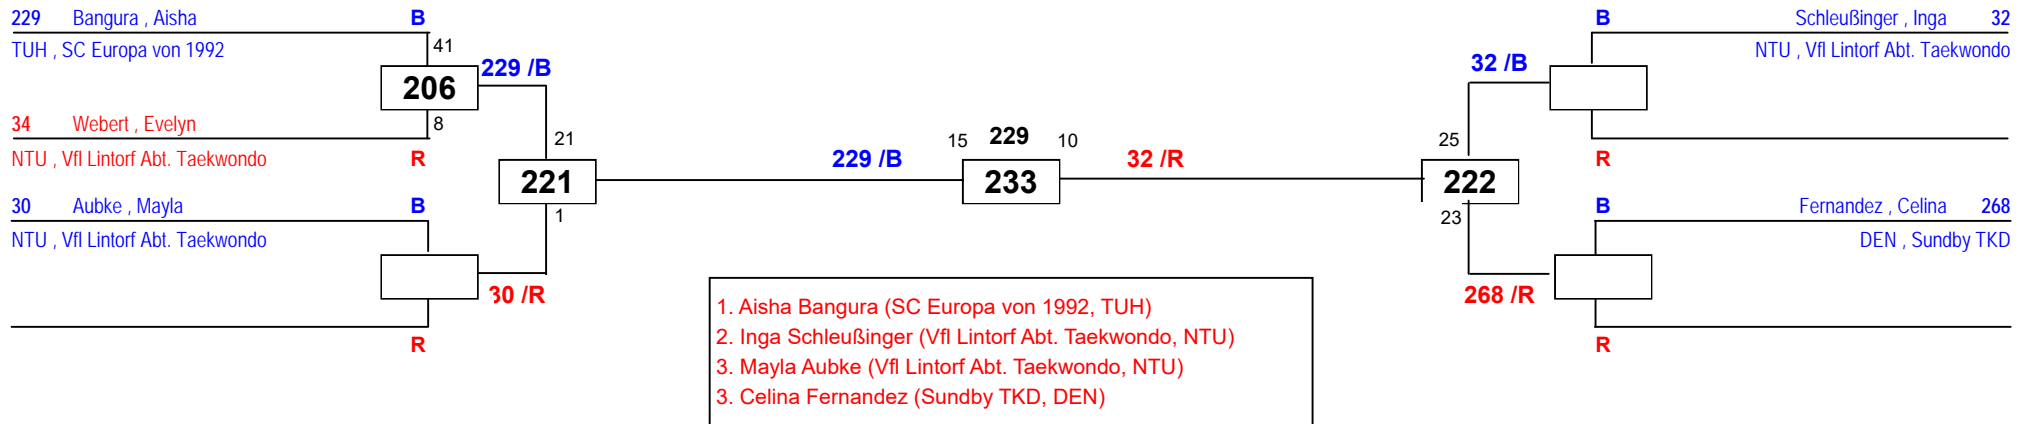 229 Bangura , Aisha B
TUH , SC Europa von 1992
41
206
229 /B
8
34 Webert , Evelyn
NTU , Vfl Lintorf Abt. Taekwondo R
21
221
1
30 Aubke , Mayla B
NTU , Vfl Lintorf Abt. Taekwondo
30 /R
R
229 /B
15 229 10
233
32 /R
B Schleußinger , Inga 32
NTU , Vfl Lintorf Abt. Taekwondo
32 /B
R
25
222
23
B Fernandez , Celina 268
DEN , Sundby TKD
268 /R
R
1. Aisha Bangura (SC Europa von 1992, TUH)
2. Inga Schleußinger (Vfl Lintorf Abt. Taekwondo, NTU)
3. Mayla Aubke (Vfl Lintorf Abt. Taekwondo, NTU)
3. Celina Fernandez (Sundby TKD, DEN)